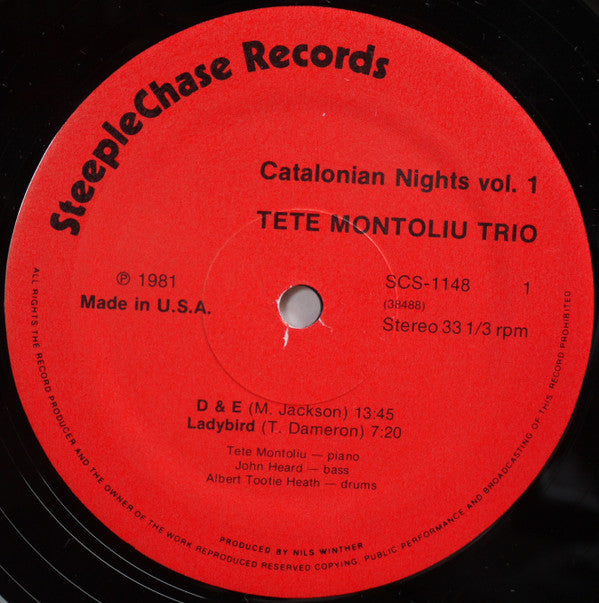 SteepleChase Records
Catalonian Nights vol. 1
TETE MONTOLIU TRIO
℗ 1981
Made in U.S.A.
SCS-1148 1
(38488)
Stereo 33 1/3 rpm
D & E (M. Jackson) 13:45
Ladybird (T. Dameron) 7:20
Tete Montoliu — piano
John Heard — bass
Albert Tootie Heath — drums
PRODUCED BY NILS WINTHER
ALL RIGHTS THE RECORD PRODUCER AND THE OWNER OF THE WORK REPRODUCED RESERVED COPYING. PUBLIC PERFORMANCE AND BROADCASTING OF THIS RECORD PROHIBITED